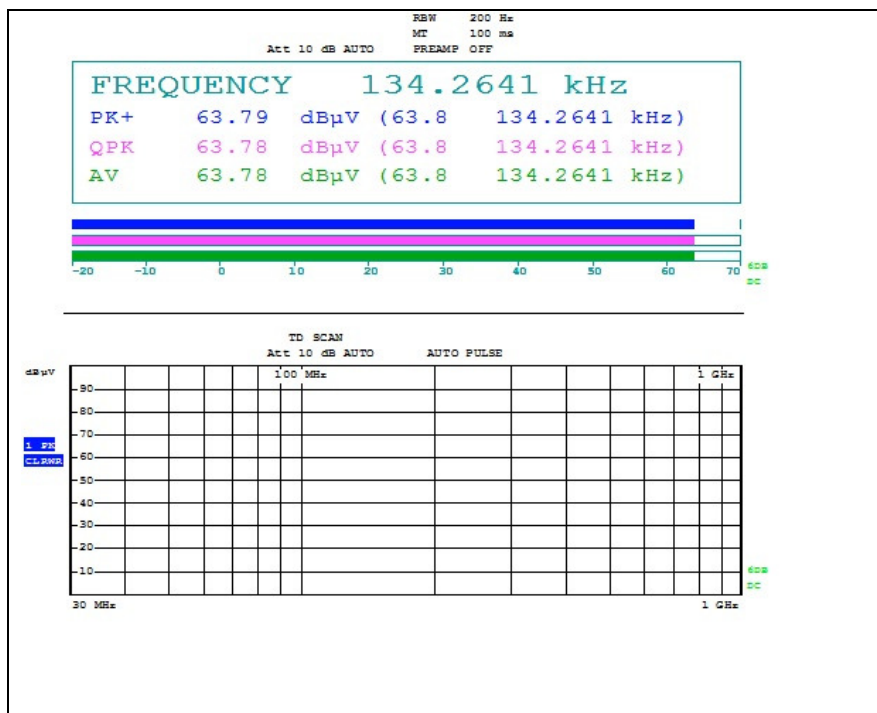 RBW 200 Hz
MT 100 ms
Att 10 dB AUTO PREAMP OFF
FREQUENCY 134.2641 kHz
PK+ 63.79 dBµV (63.8 134.2641 kHz)
QPK 63.78 dBµV (63.8 134.2641 kHz)
AV 63.78 dBµV (63.8 134.2641 kHz)
-20 -10 0 10 20 30 40 50 60 70
6DB
DC
TD SCAN
Att 10 dB AUTO AUTO PULSE
dBµV
100 MHz 1 GHz
90
80
70
1 PK
60
CLRWR
50
40
30
20
10
6DB
DC
30 MHz 1 GHz